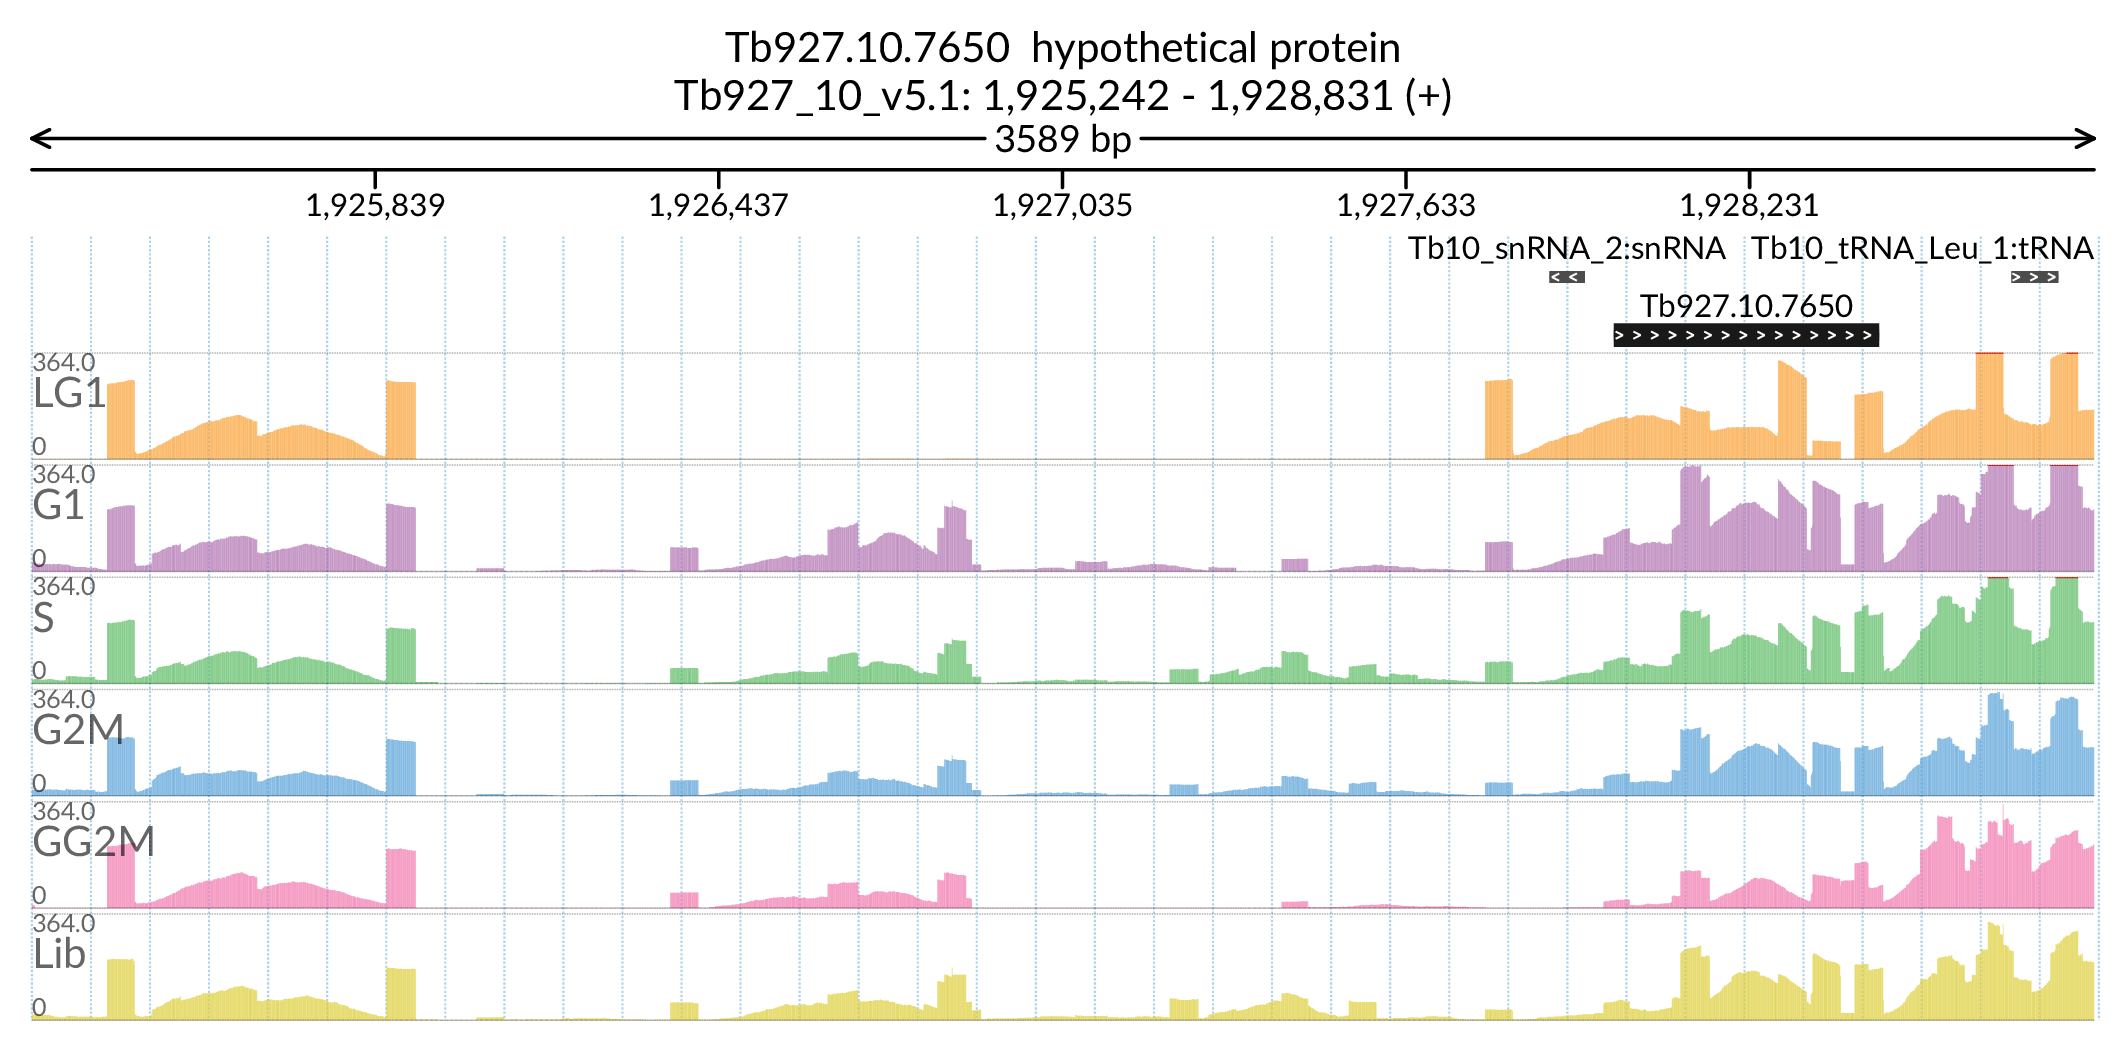 Tb927.10.7650 hypothetical protein
Tb927_10_v5.1: 1,925,242 - 1,928,831 (+)
3589 bp
1,925,839 1,926,437 1,927,035 1,927,633 1,928,231
Tb10_snRNA_2:snRNA Tb10_tRNA_Leu_1:tRNA
Tb927.10.7650
364.0
LG1
0
364.0
G1
0
364.0
S
0
364.0
G2M
0
364.0
GG2M
0
364.0
Lib
0